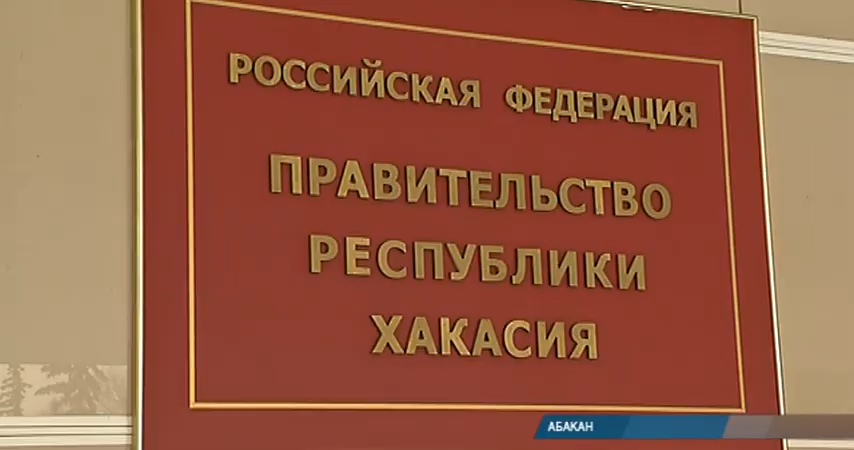 РОССИЙСКАЯ ФЕДЕРАЦИЯ
ПРАВИТЕЛЬСТВО
РЕСПУБЛИКИ
ХАКАСИЯ
АБАКАН